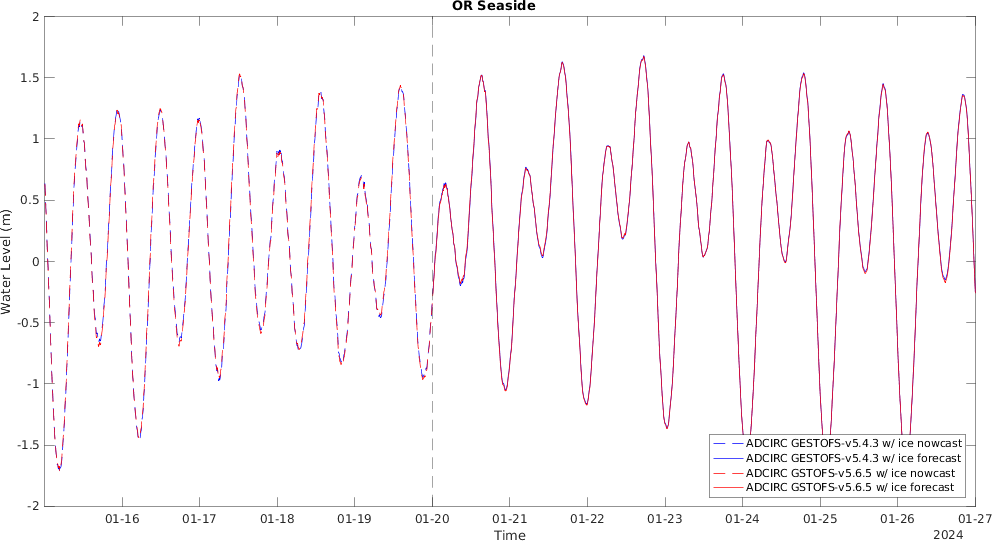 OR Seaside
2
1.5
1
0.5
0
-0.5
-1
-1.5
-2
Water Level (m)
ADCIRC GESTOFS-v5.4.3 w/ ice nowcast
ADCIRC GESTOFS-v5.4.3 w/ ice forecast
ADCIRC GSTOFS-v5.6.5 w/ ice nowcast
ADCIRC GSTOFS-v5.6.5 w/ ice forecast
01-16 01-17 01-18 01-19 01-20 01-21 01-22 01-23 01-24 01-25 01-26 01-27
Time
2024